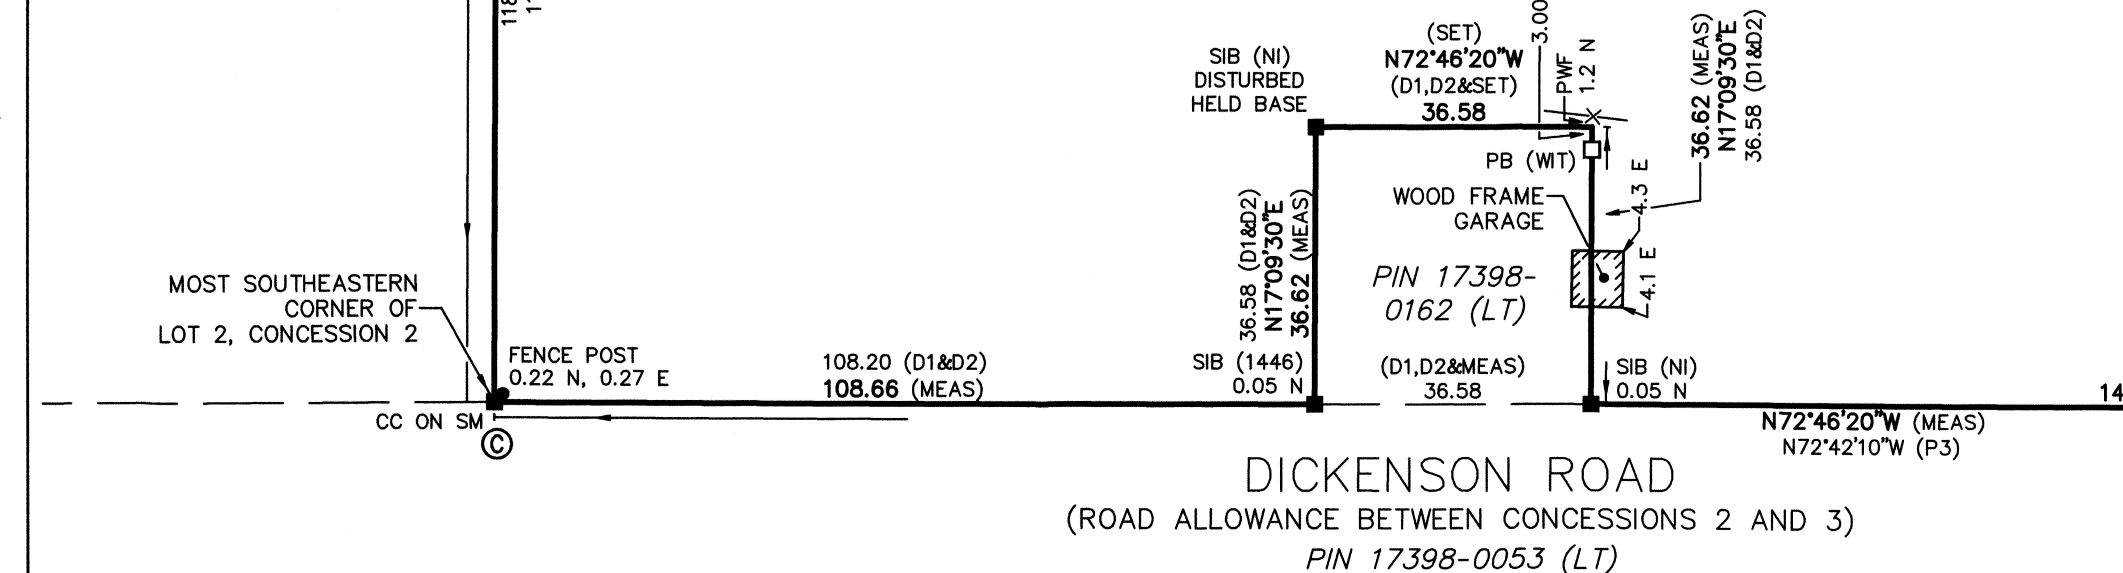 (SET)
N72°46'20"W
(D1,D2&SET)
36.58
SIB (NI)
DISTURBED
HELD BASE
3.00
PWF
1.2 N
36.62 (MEAS)
N17°09'30"E
36.58 (D1&D2)
PB (WIT)
WOOD FRAME
GARAGE
4.3 E
4.1 E
36.58 (D1&D2)
N17°09'30"E
36.62 (MEAS)
PIN 17398-
0162 (LT)
MOST SOUTHEASTERN
CORNER OF
LOT 2, CONCESSION 2
FENCE POST
0.22 N, 0.27 E
108.20 (D1&D2)
108.66 (MEAS)
SIB (1446)
0.05 N
(D1,D2&MEAS)
36.58
SIB (NI)
0.05 N
14
CC ON SM
C
N72°46'20"W (MEAS)
N72°42'10"W (P3)
DICKENSON ROAD
(ROAD ALLOWANCE BETWEEN CONCESSIONS 2 AND 3)
PIN 17398-0053 (LT)